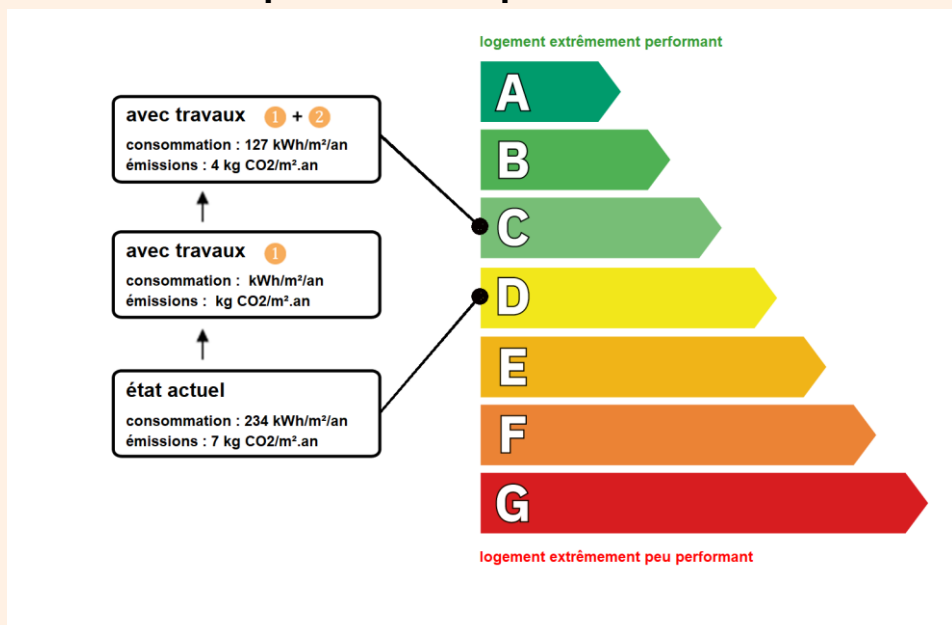 logement extrêmement performant
avec travaux 1 + 2
consommation : 127 kWh/m²/an
émissions : 4 kg CO2/m².an
avec travaux 1
consommation : kWh/m²/an
émissions : kg CO2/m².an
état actuel
consommation : 234 kWh/m²/an
émissions : 7 kg CO2/m².an
A
B
C
D
E
F
G
logement extrêmement peu performant